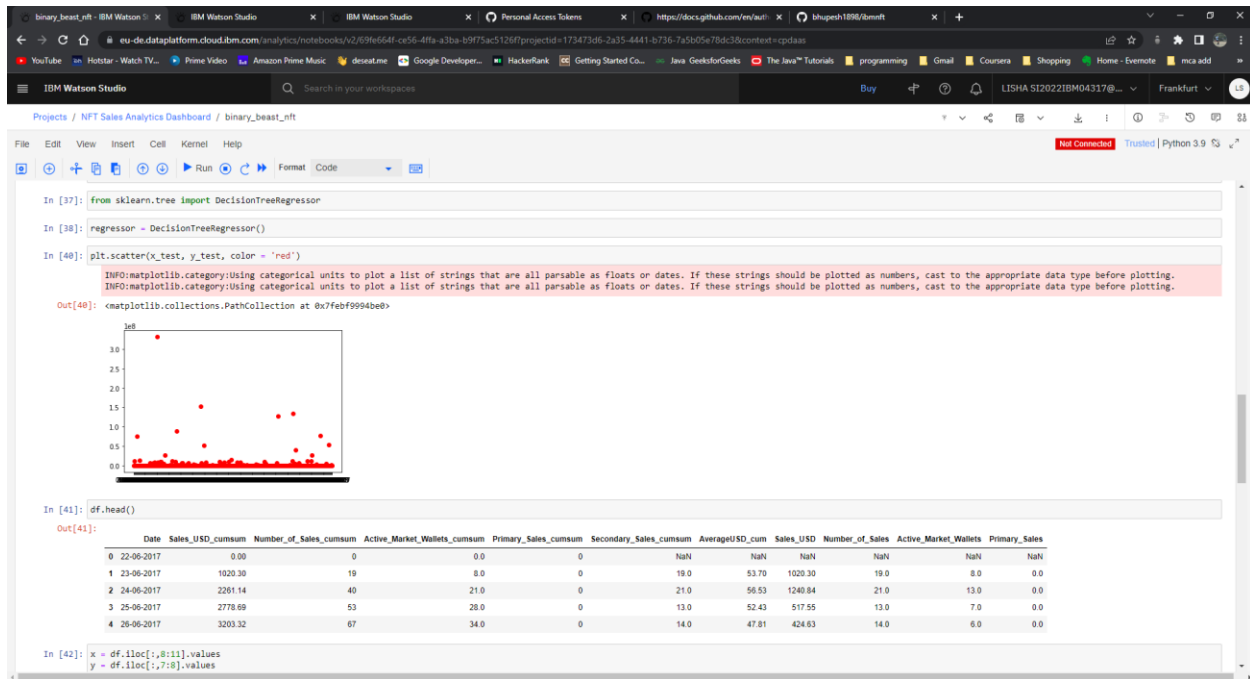 binary_beast_nft - IBM Watson St
IBM Watson Studio
IBM Watson Studio
Personal Access Tokens
https://docs.github.com/en/auth
bhupesh1898/ibmnft
eu-de.dataplatform.cloud.ibm.com/analytics/notebooks/v2/69fe664f-ce56-4ffa-a3ba-b9f75ac5126f?projectid=173473d6-2a35-4441-b736-7a5b05e78dc3&context=cpdaas
YouTube Hotstar - Watch TV... Prime Video Amazon Prime Music deseat.me Google Developer... HackerRank Getting Started Co... Java GeeksforGeeks The Java™ Tutorials programming Gmail Coursera Shopping Home - Evernote mca add
IBM Watson Studio Search in your workspaces Buy LISHA SI2022IBM04317@... Frankfurt LS
Projects / NFT Sales Analytics Dashboard / binary_beast_nft
File Edit View Insert Cell Kernel Help Not Connected Trusted | Python 3.9
Run Format Code
In [37]: from sklearn.tree import DecisionTreeRegressor
In [38]: regressor = DecisionTreeRegressor()
In [40]: plt.scatter(x_test, y_test, color = 'red')
INFO:matplotlib.category:Using categorical units to plot a list of strings that are all parsable as floats or dates. If these strings should be plotted as numbers, cast to the appropriate data type before plotting.
INFO:matplotlib.category:Using categorical units to plot a list of strings that are all parsable as floats or dates. If these strings should be plotted as numbers, cast to the appropriate data type before plotting.
Out[40]: <matplotlib.collections.PathCollection at 0x7febf9994be0>
1e8
3.0
2.5
2.0
1.5
1.0
0.5
0.0
In [41]: df.head()
Out[41]:
Date Sales_USD_cumsum Number_of_Sales_cumsum Active_Market_Wallets_cumsum Primary_Sales_cumsum Secondary_Sales_cumsum AverageUSD_cum Sales_USD Number_of_Sales Active_Market_Wallets Primary_Sales
0 22-06-2017 0.00 0 0.0 0 NaN NaN NaN NaN NaN NaN
1 23-06-2017 1020.30 19 8.0 0 19.0 53.70 1020.30 19.0 8.0 0.0
2 24-06-2017 2261.14 40 21.0 0 21.0 56.53 1240.84 21.0 13.0 0.0
3 25-06-2017 2778.69 53 28.0 0 13.0 52.43 517.55 13.0 7.0 0.0
4 26-06-2017 3203.32 67 34.0 0 14.0 47.81 424.63 14.0 6.0 0.0
In [42]: x = df.iloc[:,8:11].values
y = df.iloc[:,7:8].values